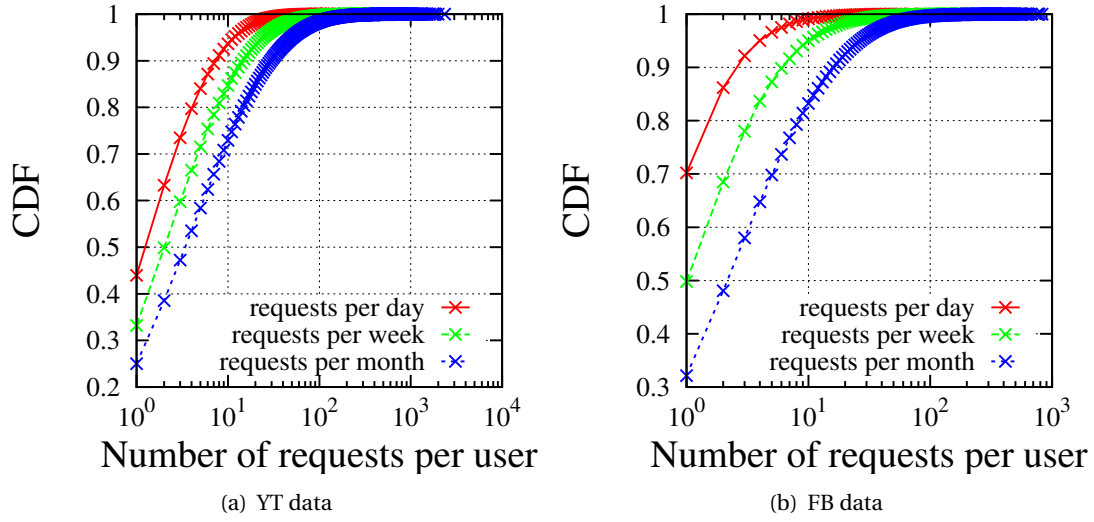 CDF
1
0.9
0.8
0.7
0.6
0.5
0.4
0.3
0.2
requests per day
requests per week
requests per month
10^0 10^1 10^2 10^3 10^4
Number of requests per user
(a) YT data
CDF
1
0.9
0.8
0.7
0.6
0.5
0.4
0.3
requests per day
requests per week
requests per month
10^0 10^1 10^2 10^3
Number of requests per user
(b) FB data